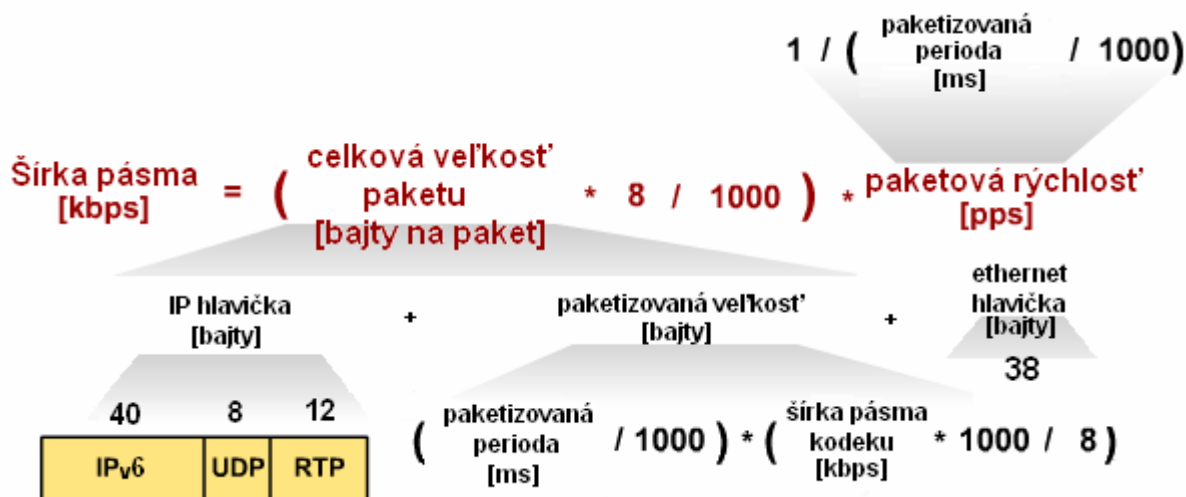 1 / ( paketizovaná perioda [ms] / 1000)
Šírka pásma [kbps] = ( celková veľkosť paketu [bajty na paket] * 8 / 1000 ) * paketová rýchlosť [pps]
IP hlavička [bajty] + paketizovaná veľkosť [bajty] + ethernet hlavička [bajty]
38
40 8 12
( paketizovaná perioda [ms] / 1000 ) * ( šírka pásma kodeku [kbps] * 1000 / 8 )
IPv6 UDP RTP